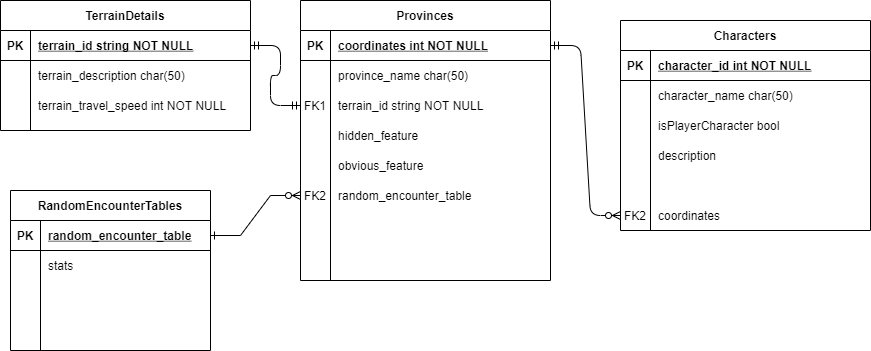 TerrainDetails
PK terrain_id string NOT NULL
terrain_description char(50)
terrain_travel_speed int NOT NULL
Provinces
PK coordinates int NOT NULL
province_name char(50)
FK1 terrain_id string NOT NULL
hidden_feature
obvious_feature
FK2 random_encounter_table
Characters
PK character_id int NOT NULL
character_name char(50)
isPlayerCharacter bool
description
FK2 coordinates
RandomEncounterTables
PK random_encounter_table
stats